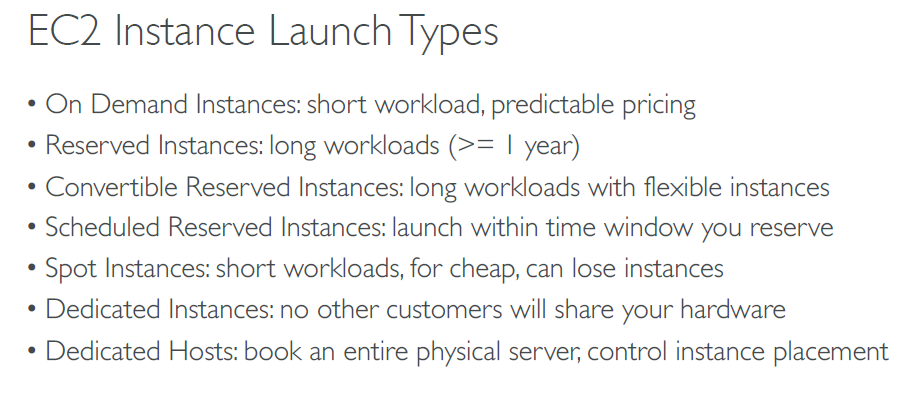 EC2 Instance Launch Types
• On Demand Instances: short workload, predictable pricing
• Reserved Instances: long workloads (>= 1 year)
• Convertible Reserved Instances: long workloads with flexible instances
• Scheduled Reserved Instances: launch within time window you reserve
• Spot Instances: short workloads, for cheap, can lose instances
• Dedicated Instances: no other customers will share your hardware
• Dedicated Hosts: book an entire physical server, control instance placement